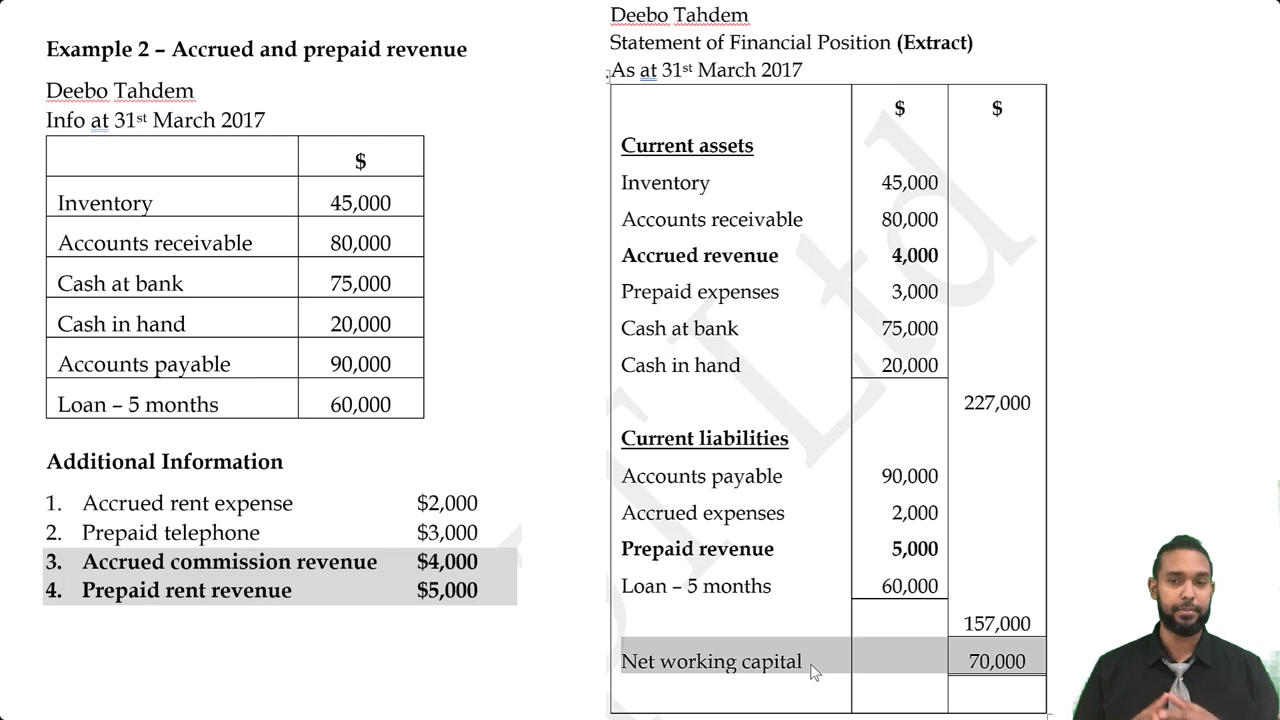 Example 2 – Accrued and prepaid revenue
Deebo Tahdem
Info at 31st March 2017
$
Inventory 45,000
Accounts receivable 80,000
Cash at bank 75,000
Cash in hand 20,000
Accounts payable 90,000
Loan – 5 months 60,000
Additional Information
1. Accrued rent expense $2,000
2. Prepaid telephone $3,000
3. Accrued commission revenue $4,000
4. Prepaid rent revenue $5,000
Deebo Tahdem
Statement of Financial Position (Extract)
As at 31st March 2017
$ $
Current assets
Inventory 45,000
Accounts receivable 80,000
Accrued revenue 4,000
Prepaid expenses 3,000
Cash at bank 75,000
Cash in hand 20,000
227,000
Current liabilities
Accounts payable 90,000
Accrued expenses 2,000
Prepaid revenue 5,000
Loan – 5 months 60,000
157,000
Net working capital 70,000
Ltd